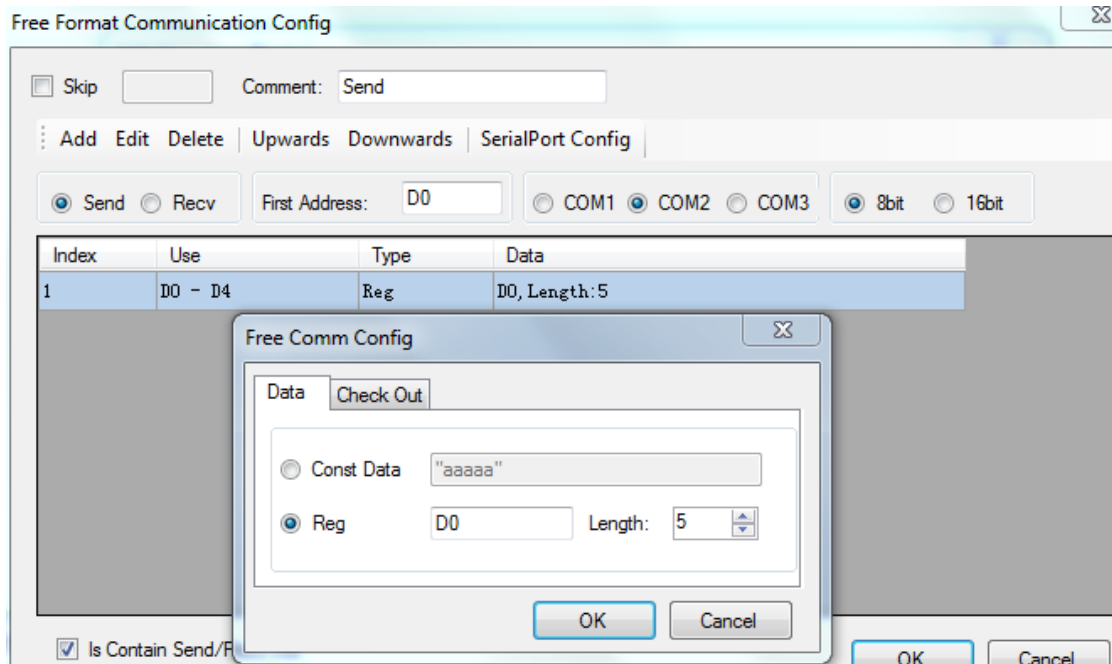 Free Format Communication Config
Skip Comment: Send
Add Edit Delete Upwards Downwards SerialPort Config
Send Recv First Address: D0 COM1 COM2 COM3 8bit 16bit
Index Use Type Data
1 D0 - D4 Reg D0, Length:5
Free Comm Config
Data Check Out
Const Data "aaaaa"
Reg D0 Length: 5
OK Cancel
Is Contain Send/
OK Cancel